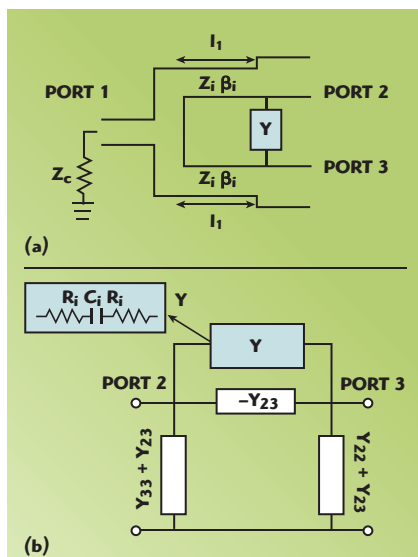 l₁
Zᵢ βᵢ
PORT 1
PORT 2
Y
PORT 3
Z꜀
Zᵢ βᵢ
l₁
(a)
Rᵢ Cᵢ Rᵢ
Y
Y
PORT 2
PORT 3
–Y₂₃
Y₃₃ + Y₂₃
Y₂₂ + Y₂₃
(b)